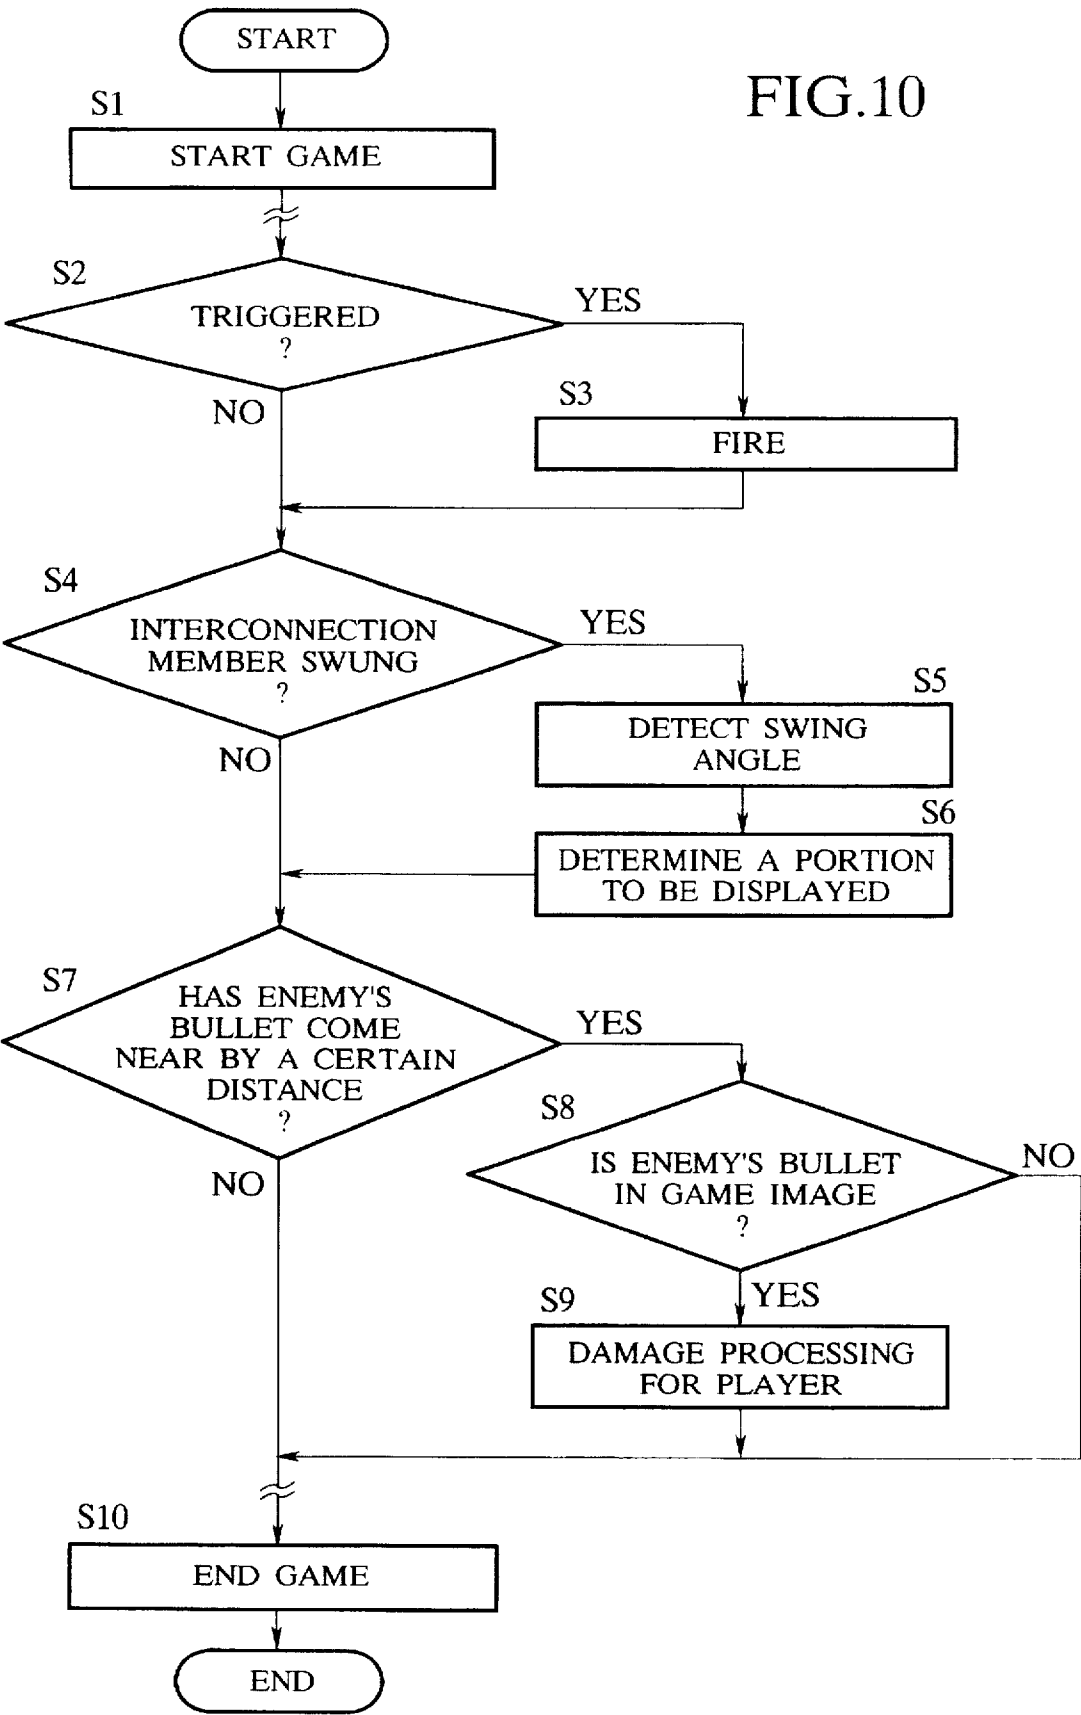 START
FIG.10
S1
START GAME
S2
TRIGGERED
?
YES
NO
S3
FIRE
S4
INTERCONNECTION
MEMBER SWUNG
?
YES
NO
S5
DETECT SWING
ANGLE
S6
DETERMINE A PORTION
TO BE DISPLAYED
S7
HAS ENEMY'S
BULLET COME
NEAR BY A CERTAIN
DISTANCE
?
YES
NO
S8
IS ENEMY'S BULLET
IN GAME IMAGE
?
NO
YES
S9
DAMAGE PROCESSING
FOR PLAYER
S10
END GAME
END